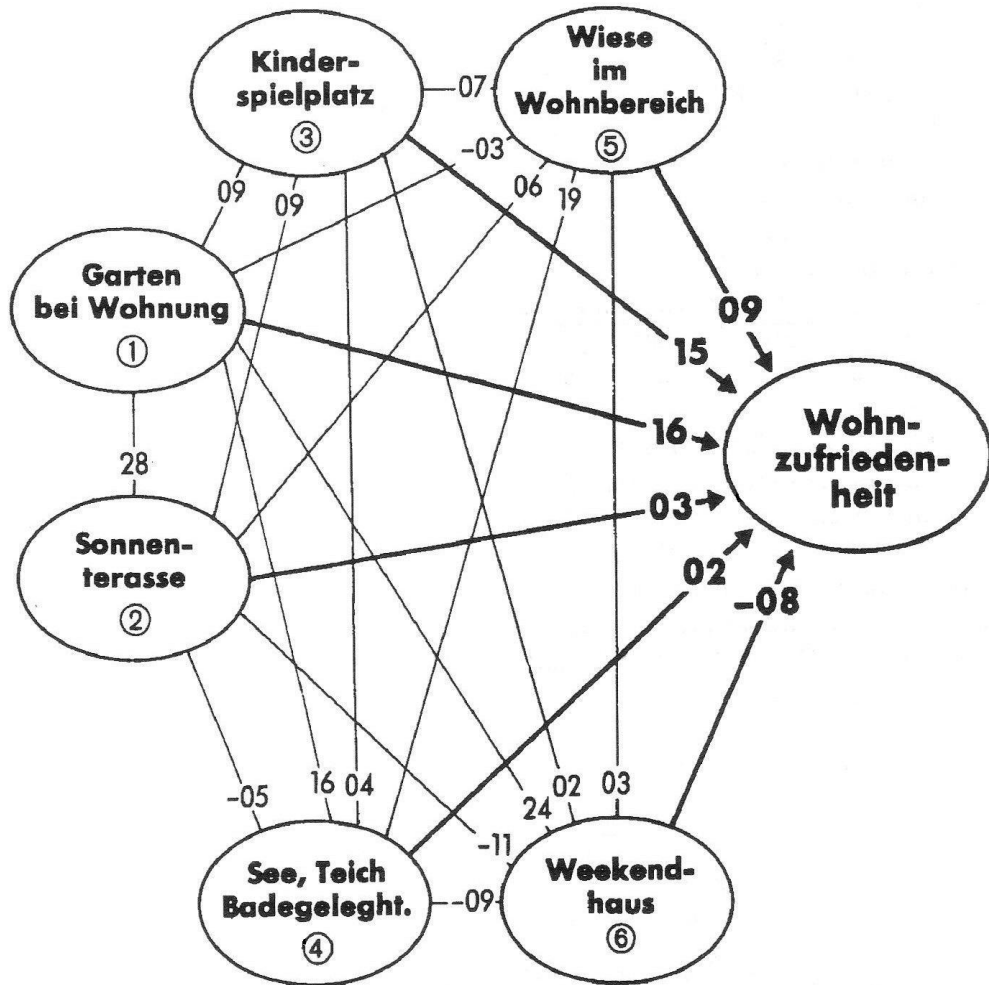 Kinder-
spielplatz
③
Wiese
im
Wohnbereich
⑤
07
-03
09
09
06
19
Garten
bei Wohnung
①
09
15
16
Wohn-
zufrieden-
heit
28
03
Sonnen-
terasse
②
02
-08
-05
16
04
24
02
03
-11
See, Teich
Badegeleght.
④
-09
Weekend-
haus
⑥